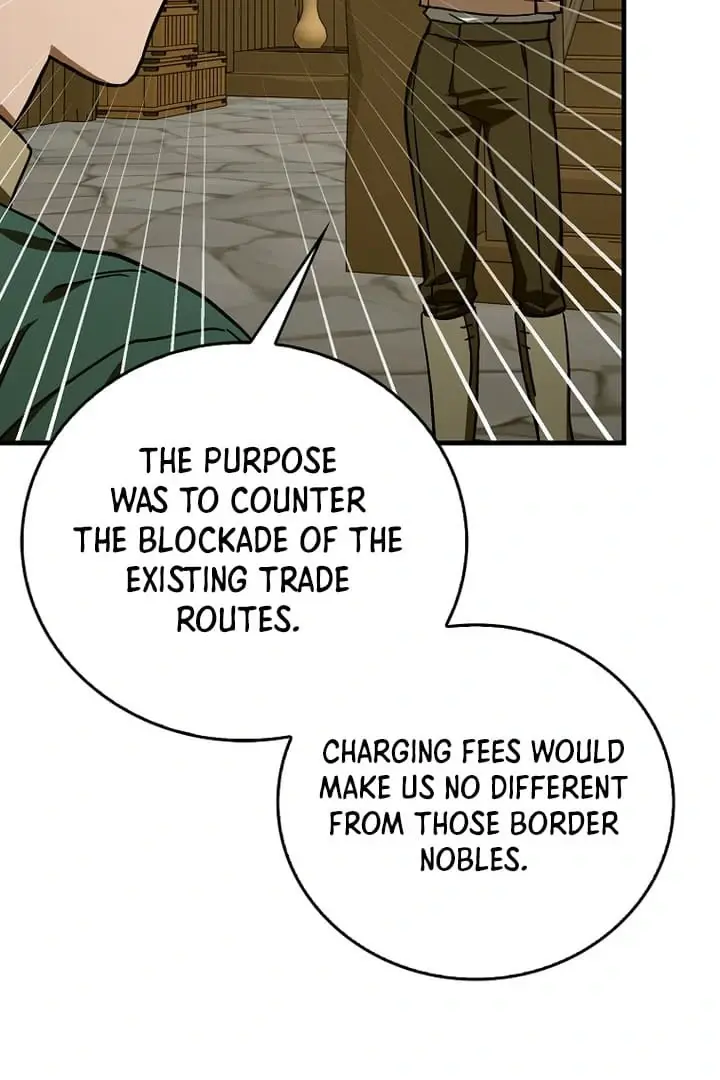 THE PURPOSE
WAS TO COUNTER
THE BLOCKADE OF THE
EXISTING TRADE
ROUTES.
CHARGING FEES WOULD
MAKE US NO DIFFERENT
FROM THOSE BORDER
NOBLES.